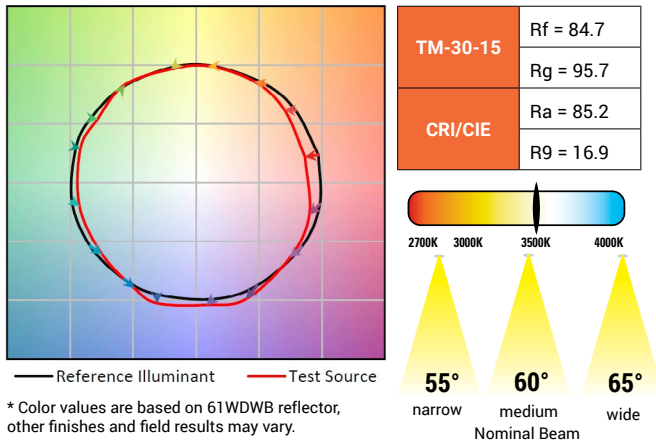 TM-30-15
Rf = 84.7
Rg = 95.7
CRI/CIE
Ra = 85.2
R9 = 16.9
2700K 3000K 3500K 4000K
55° 60° 65°
narrow medium wide
Nominal Beam
Reference Illuminant Test Source
* Color values are based on 61WDWB reflector,
other finishes and field results may vary.